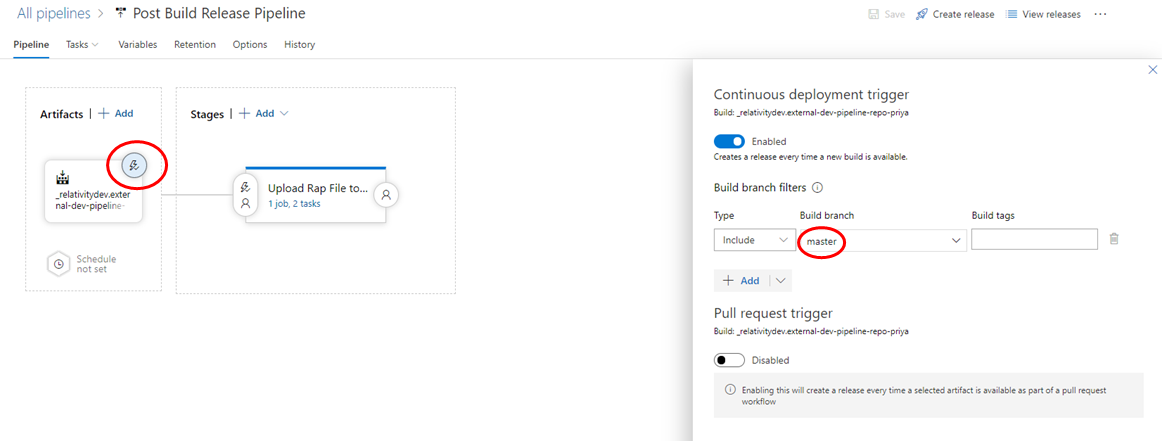 All pipelines > Post Build Release Pipeline
Save Create release View releases ...
Pipeline Tasks Variables Retention Options History
Artifacts | + Add
Stages | + Add
_relativitydev.exter
nal-dev-pipeline-
Upload Rap File to...
1 job, 2 tasks
Schedule
not set
Continuous deployment trigger
Build: _relativitydev.external-dev-pipeline-repo-priya
Enabled
Creates a release every time a new build is available.
Build branch filters
Type Build branch Build tags
Include master
+ Add
Pull request trigger
Build: _relativitydev.external-dev-pipeline-repo-priya
Disabled
Enabling this will create a release every time a selected artifact is available as part of a pull request
workflow